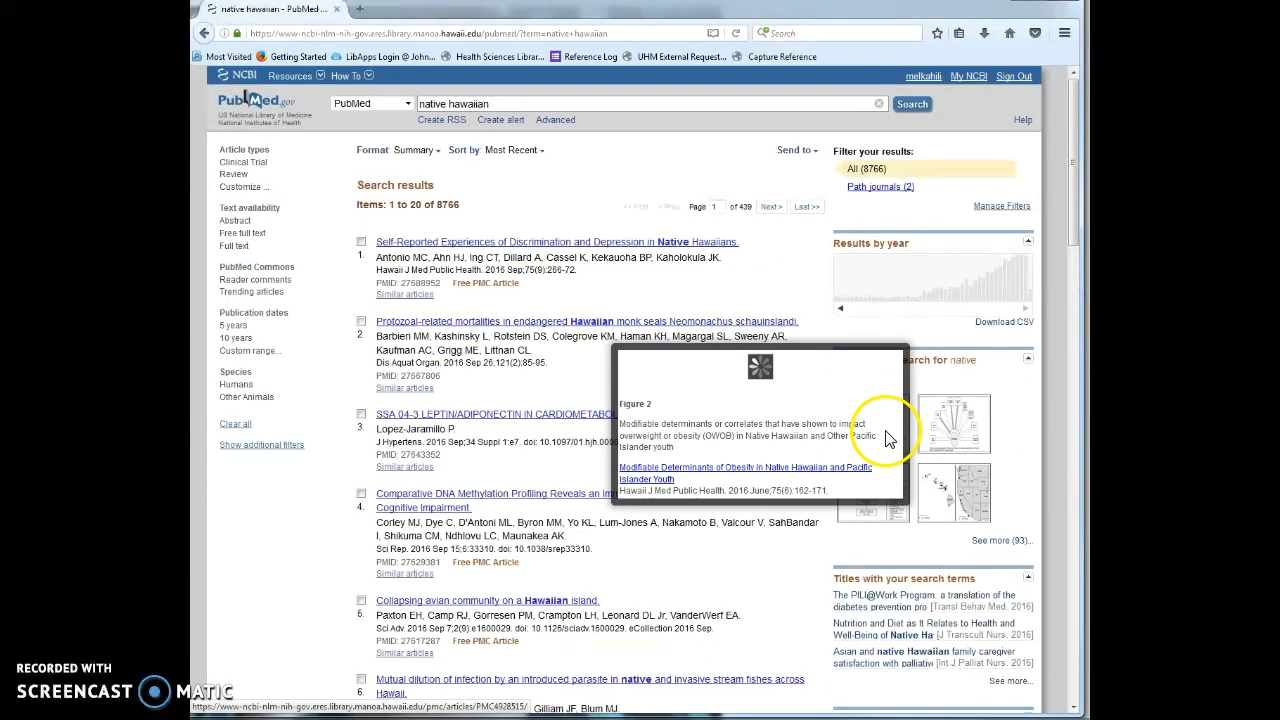 native hawaiian - PubMed ...
https://www-ncbi-nlm-nih-gov.eres.library.manoa.hawaii.edu/pubmed/?term=native+hawaiian
Search
Most Visited Getting Started LibApps Login @ John... Health Sciences Library... Reference Log UHM External Request... Capture Reference
NCBI Resources How To
melkahili My NCBI Sign Out
PubMed.gov
US National Library of Medicine
National Institutes of Health
PubMed
native hawaiian
Search
Create RSS Create alert Advanced
Help
Article types
Clinical Trial
Review
Customize ...
Text availability
Abstract
Free full text
Full text
PubMed Commons
Reader comments
Trending articles
Publication dates
5 years
10 years
Custom range...
Species
Humans
Other Animals
Clear all
Show additional filters
Format: Summary Sort by: Most Recent
Send to
Search results
Items: 1 to 20 of 8766
<< First < Prev Page 1 of 439 Next > Last >>
Self-Reported Experiences of Discrimination and Depression in Native Hawaiians.
1. Antonio MC, Ahn HJ, Ing CT, Dillard A, Cassel K, Kekauoha BP, Kaholokula JK.
Hawaii J Med Public Health. 2016 Sep;75(9):266-72.
PMID: 27688952 Free PMC Article
Similar articles
Protozoal-related mortalities in endangered Hawaiian monk seals Neomonachus schauinslandi.
2. Barbieri MM, Kashinsky L, Rotstein DS, Colegrove KM, Haman KH, Magargal SL, Sweeny AR,
Kaufman AC, Grigg ME, Littnan CL.
Dis Aquat Organ. 2016 Sep 26;121(2):85-95.
PMID: 27667806
Similar articles
SSA 04-3 LEPTIN/ADIPONECTIN IN CARDIOMETABOL
3. Lopez-Jaramillo P.
J Hypertens. 2016 Sep;34 Suppl 1:e7. doi: 10.1097/01.hjh.000
PMID: 27643352
Similar articles
Comparative DNA Methylation Profiling Reveals an Im
4. Cognitive Impairment.
Corley MJ, Dye C, D'Antoni ML, Byron MM, Yo KL, Lum-Jones A, Nakamoto B, Valcour V, SahBandar
I, Shikuma CM, Ndhlovu LC, Maunakea AK.
Sci Rep. 2016 Sep 15;6:33310. doi: 10.1038/srep33310.
PMID: 27629381 Free PMC Article
Similar articles
Collapsing avian community on a Hawaiian island.
5. Paxton EH, Camp RJ, Gorresen PM, Crampton LH, Leonard DL Jr, VanderWerf EA.
Sci Adv. 2016 Sep 7;2(9):e1600029. doi: 10.1126/sciadv.1600029. eCollection 2016 Sep.
PMID: 27617287 Free PMC Article
Similar articles
Mutual dilution of infection by an introduced parasite in native and invasive stream fishes across
6. Hawaii.
Gilliam JF, Blum MJ.
Figure 2
Modifiable determinants or correlates that have shown to impact
overweight or obesity (OWOB) in Native Hawaiian and Other Pacific
Islander youth
Modifiable Determinants of Obesity in Native Hawaiian and Pacific
Islander Youth
Hawaii J Med Public Health. 2016 June;75(6):162-171.
Filter your results:
All (8766)
Path journals (2)
Manage Filters
Results by year
Download CSV
earch for native
See more (93)...
Titles with your search terms
The PILI@Work Program: a translation of the
diabetes prevention pro [Transl Behav Med. 2016]
Nutrition and Diet as It Relates to Health and
Well-Being of Native Ha [J Transcult Nurs. 2016]
Asian and native Hawaiian family caregiver
satisfaction with palliativ [Int J Palliat Nurs. 2016]
See more...
www-ncbi-nlm-nih-gov.eres.library.manoa.hawaii.edu/pmc/articles/PMC4928515/
RECORDED WITH
SCREENCAST MATIC